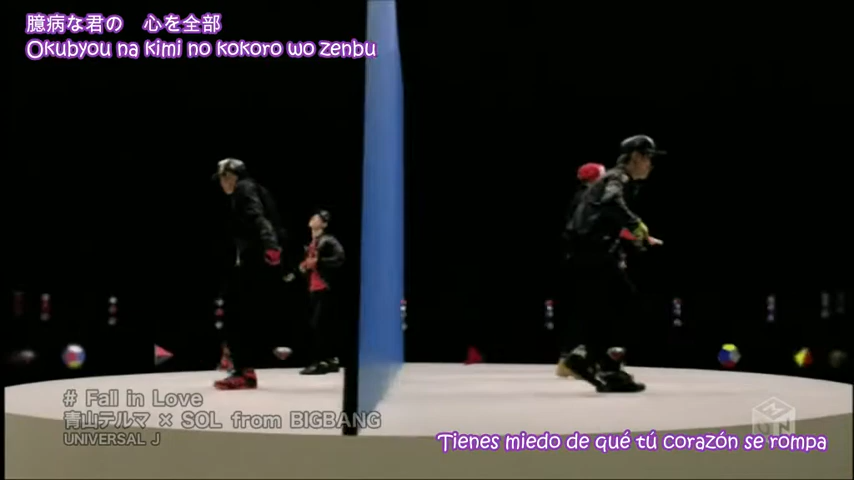 臆病な君の　心を全部
Okubyou na kimi no kokoro wo zenbu
# Fall in Love
青山テルマ × SOL from BIGBANG
UNIVERSAL J
Tienes miedo de qué tú corazón se rompa